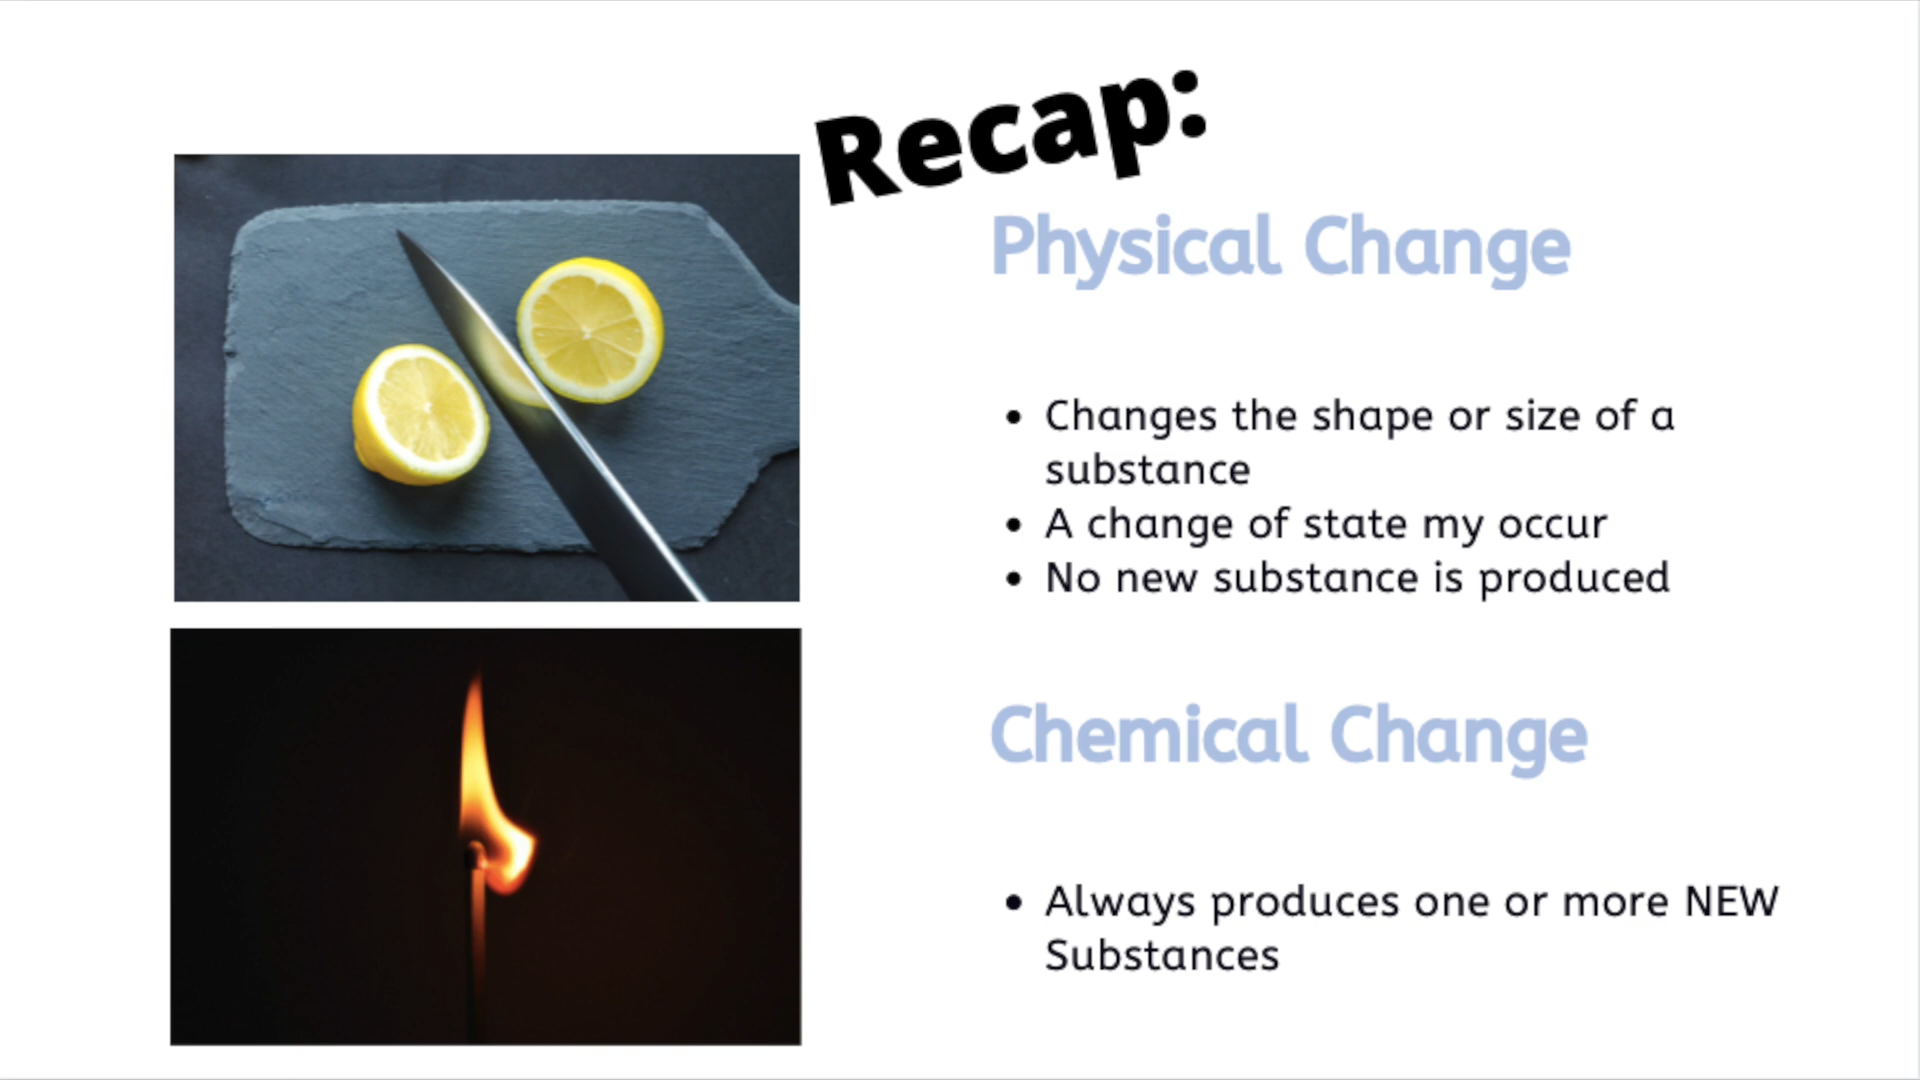 Recap:
Physical Change
• Changes the shape or size of a
substance
• A change of state my occur
• No new substance is produced
Chemical Change
• Always produces one or more NEW
Substances